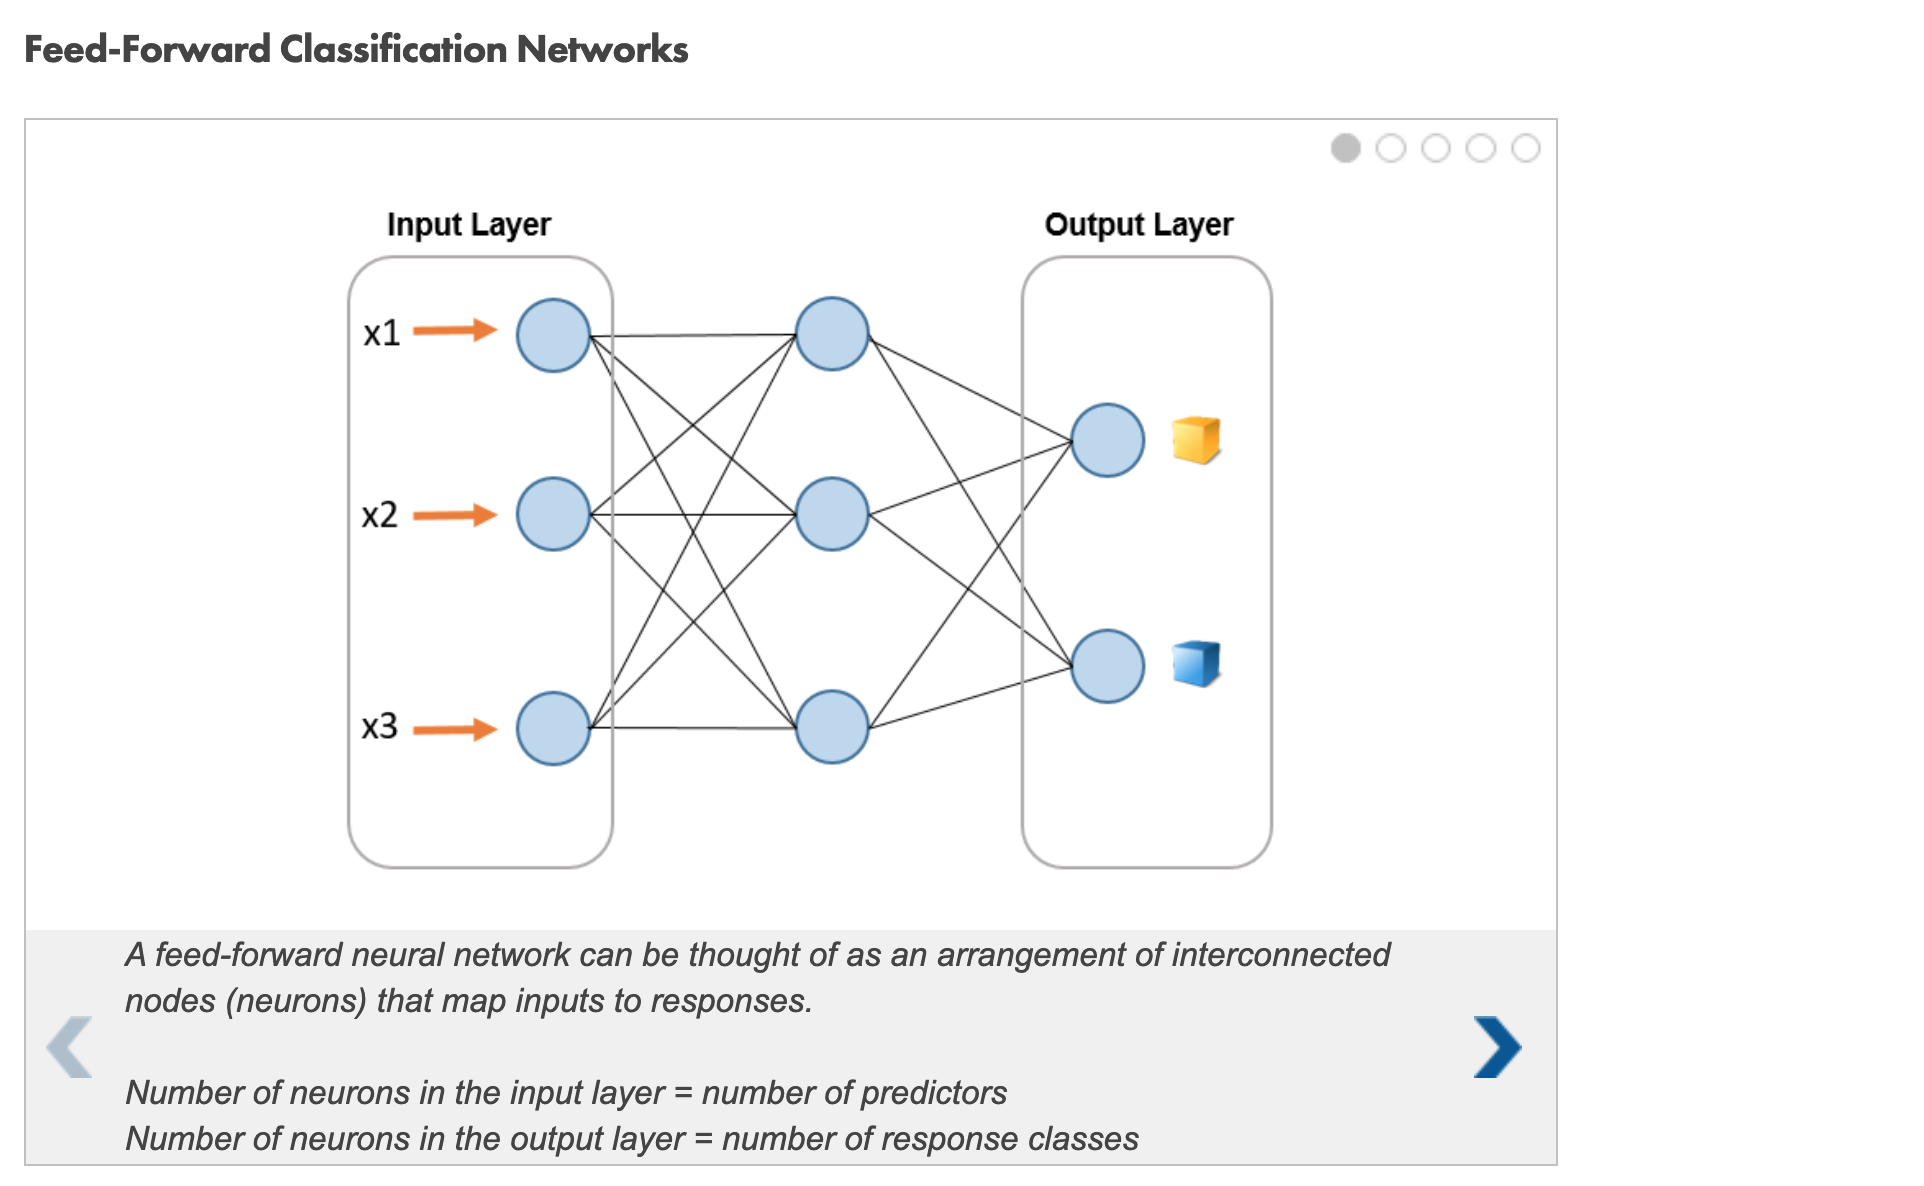 Feed-Forward Classification Networks
Input Layer
Output Layer
x1
x2
x3
A feed-forward neural network can be thought of as an arrangement of interconnected
nodes (neurons) that map inputs to responses.
Number of neurons in the input layer = number of predictors
Number of neurons in the output layer = number of response classes